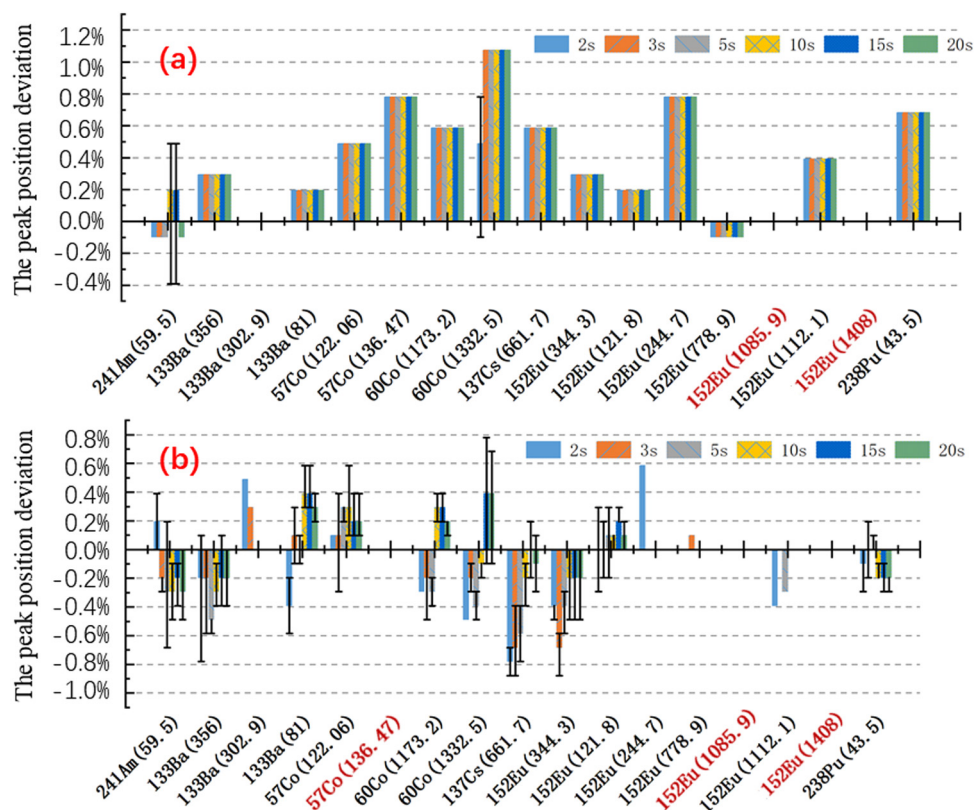 The peak position deviation
(a)
2s 3s 5s 10s 15s 20s
1.2%
1.0%
0.8%
0.6%
0.4%
0.2%
0.0%
-0.2%
-0.4%
241Am(59.5)
133Ba(356)
133Ba(302.9)
133Ba(81)
57Co(122.06)
57Co(136.47)
60Co(1173.2)
60Co(1332.5)
137Cs(661.7)
152Eu(344.3)
152Eu(121.8)
152Eu(244.7)
152Eu(778.9)
152Eu(1085.9)
152Eu(1112.1)
152Eu(1408)
238Pu(43.5)
The peak position deviation
(b)
2s 3s 5s 10s 15s 20s
0.8%
0.6%
0.4%
0.2%
0.0%
-0.2%
-0.4%
-0.6%
-0.8%
-1.0%
241Am(59.5)
133Ba(356)
133Ba(302.9)
133Ba(81)
57Co(122.06)
57Co(136.47)
60Co(1173.2)
60Co(1332.5)
137Cs(661.7)
152Eu(344.3)
152Eu(121.8)
152Eu(244.7)
152Eu(778.9)
152Eu(1085.9)
152Eu(1112.1)
152Eu(1408)
238Pu(43.5)